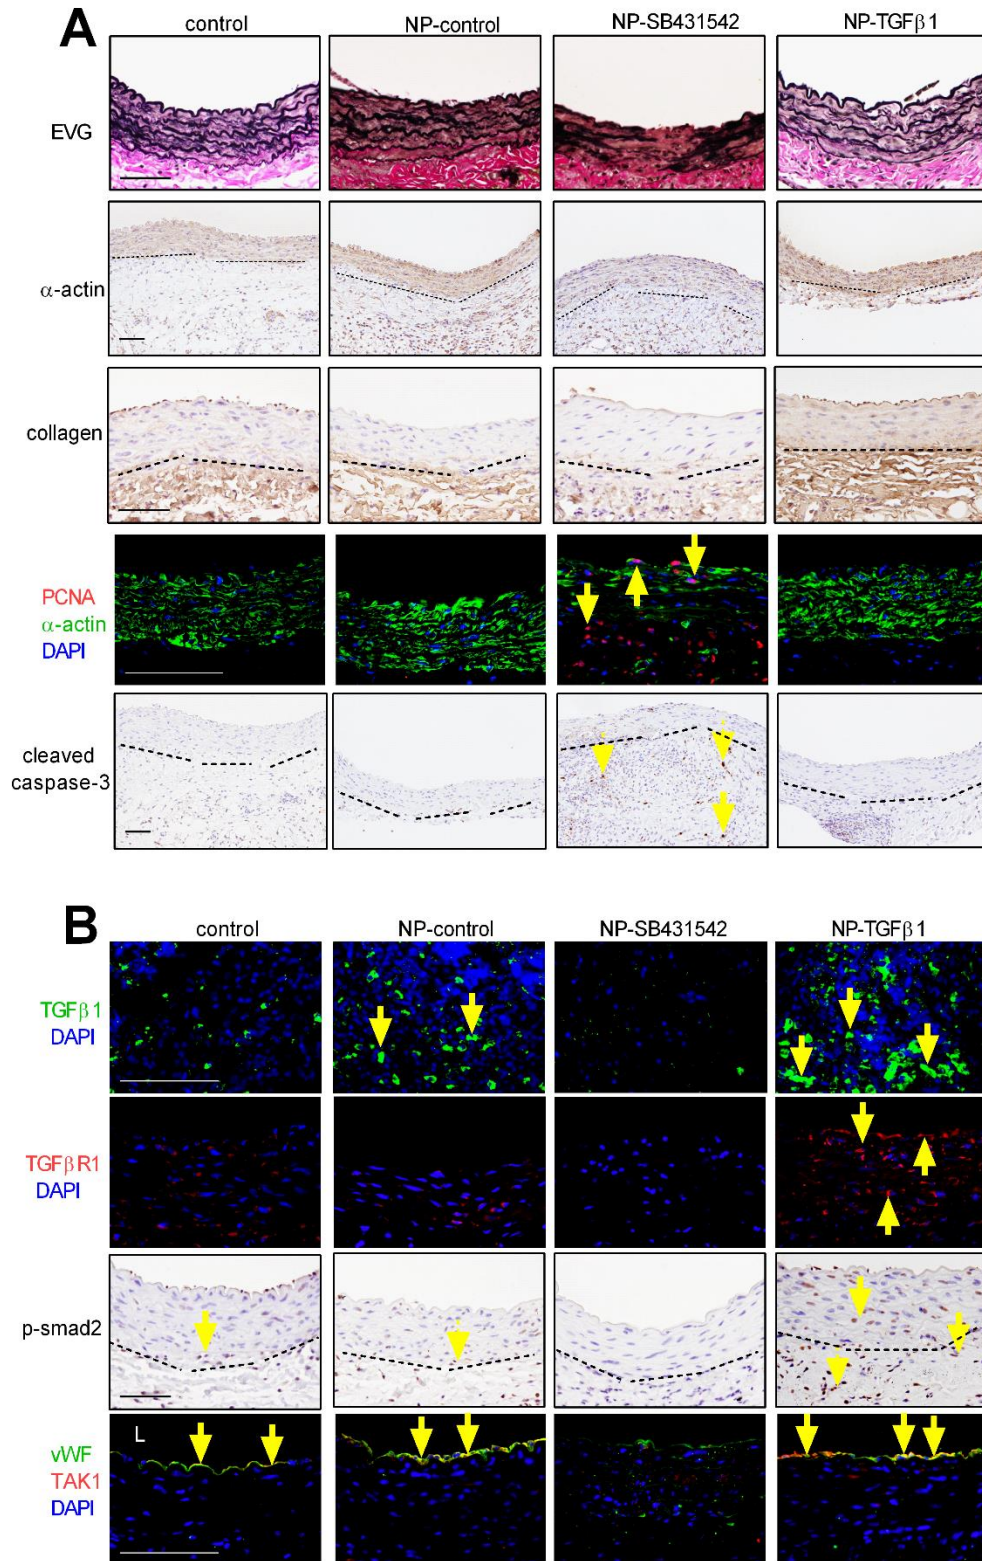 A
control NP-control NP-SB431542 NP-TGFβ1
EVG
α-actin
collagen
PCNA
α-actin
DAPI
cleaved
caspase-3
B
control NP-control NP-SB431542 NP-TGFβ1
TGFβ1
DAPI
TGFβR1
DAPI
p-smad2
L
vWF
TAK1
DAPI